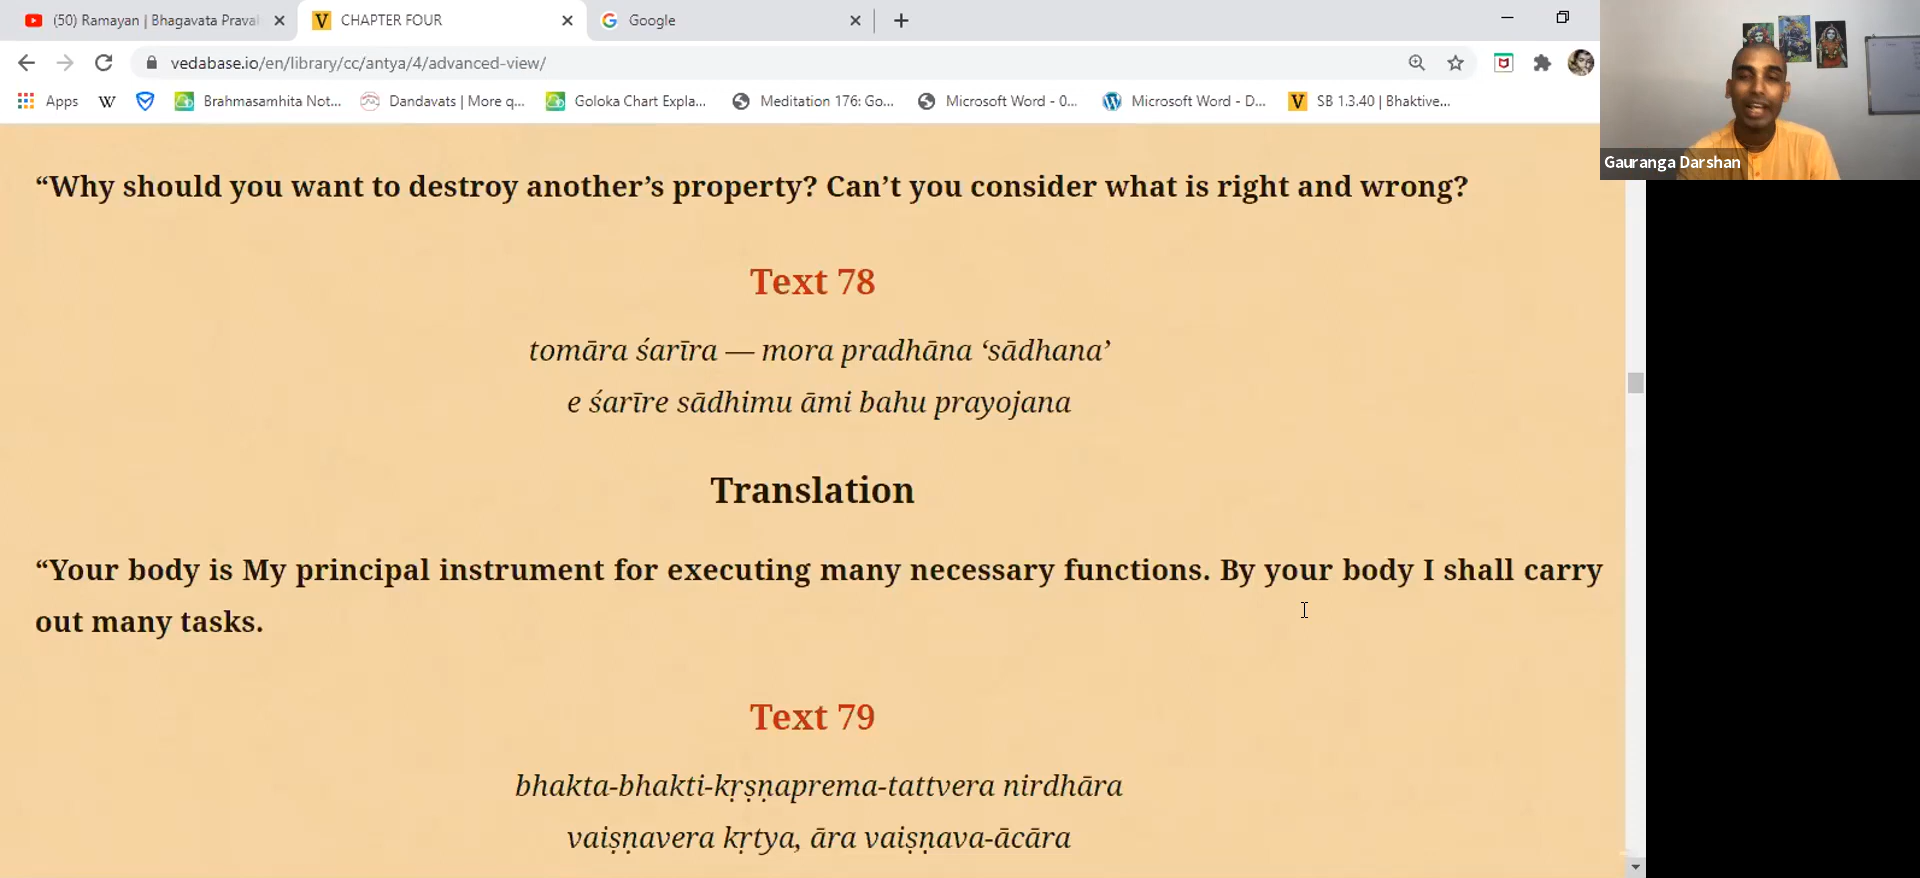 (50) Ramayan | Bhagavata Praval
CHAPTER FOUR
Google
vedabase.io/en/library/cc/antya/4/advanced-view/
Apps
Brahmasamhita Not...
Dandavats | More q...
Goloka Chart Expla...
Meditation 176: Go...
Microsoft Word - 0...
Microsoft Word - D...
SB 1.3.40 | Bhaktive...
Gauranga Darshan
“Why should you want to destroy another’s property? Can’t you consider what is right and wrong?
Text 78
tomāra śarīra — mora pradhāna ‘sādhana’
e śarīre sādhimu āmi bahu prayojana
Translation
“Your body is My principal instrument for executing many necessary functions. By your body I shall carry
out many tasks.
Text 79
bhakta-bhakti-kṛṣṇaprema-tattvera nirdhāra
vaiṣṇavera kṛtya, āra vaiṣṇava-ācāra